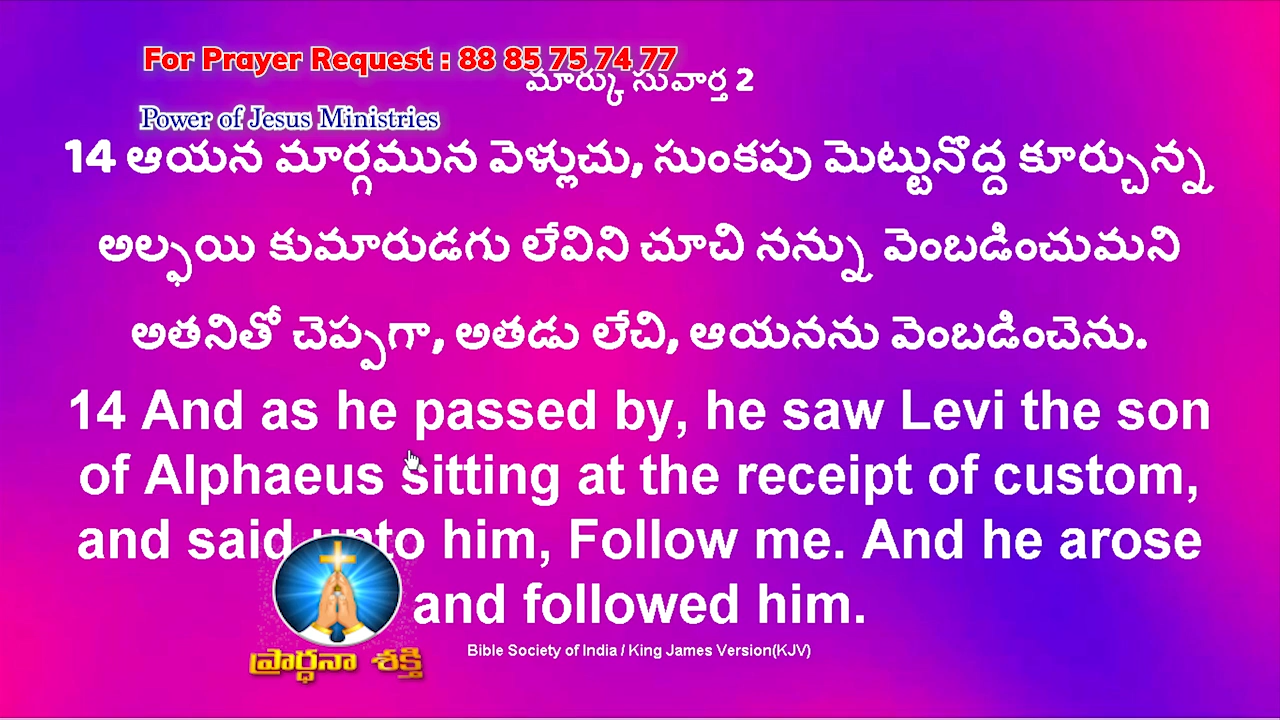 For Prayer Request : 88 85 75 74 77
మార్కు సువార్త 2
Power of Jesus Ministries
14 ఆయన మార్గమున వెళ్లుచు, సుంకపు మెట్టునొద్ద కూర్చున్న
అల్ఫయి కుమారుడగు లేవిని చూచి నన్ను వెంబడించుమని
అతనితో చెప్పగా, అతడు లేచి, ఆయనను వెంబడించెను.
14 And as he passed by, he saw Levi the son
of Alphaeus sitting at the receipt of custom,
and said unto him, Follow me. And he arose
and followed him.
Bible Society of India / King James Version(KJV)
ప్రార్ధనా శక్తి